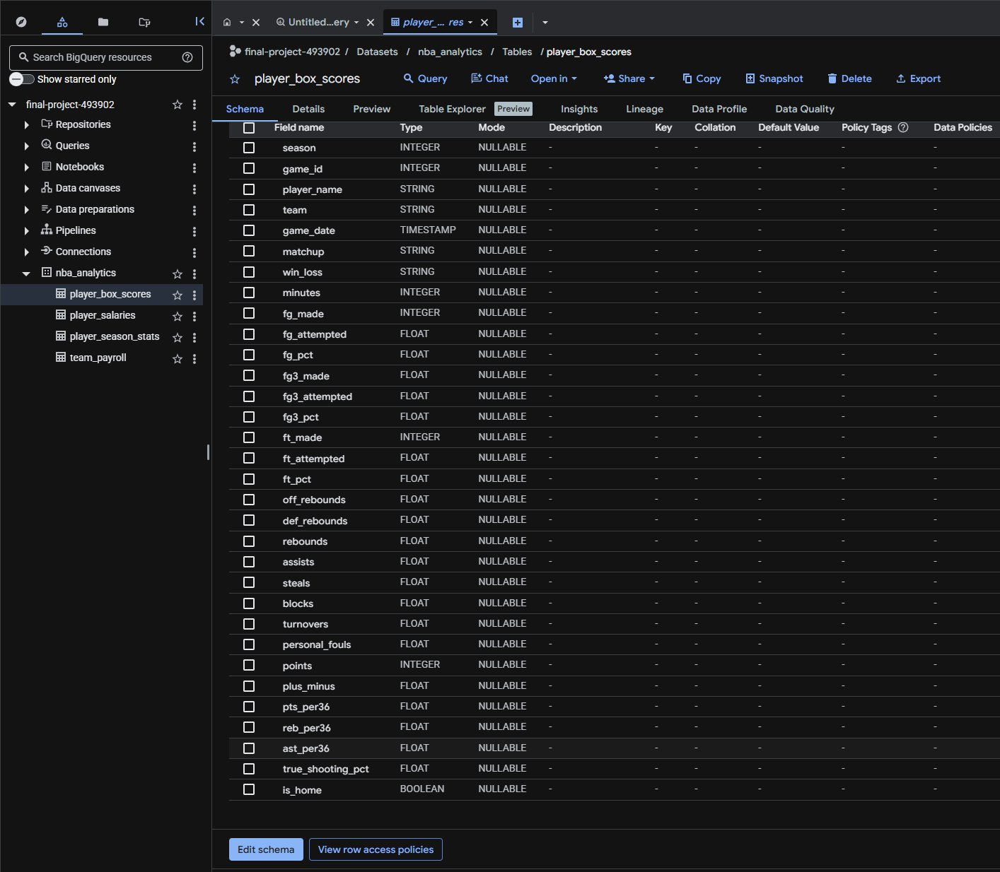 Untitled...ery
player_... res
Search BigQuery resources
Show starred only
final-project-493902
Repositories
Queries
Notebooks
Data canvases
Data preparations
Pipelines
Connections
nba_analytics
player_box_scores
player_salaries
player_season_stats
team_payroll
final-project-493902 / Datasets / nba_analytics / Tables / player_box_scores
player_box_scores Query Chat Open in Share Copy Snapshot Delete Export
Schema Details Preview Table Explorer Preview Insights Lineage Data Profile Data Quality
Field name Type Mode Description Key Collation Default Value Policy Tags Data Policies
season INTEGER NULLABLE - - - - - -
game_id INTEGER NULLABLE - - - - - -
player_name STRING NULLABLE - - - - - -
team STRING NULLABLE - - - - - -
game_date TIMESTAMP NULLABLE - - - - - -
matchup STRING NULLABLE - - - - - -
win_loss STRING NULLABLE - - - - - -
minutes INTEGER NULLABLE - - - - - -
fg_made INTEGER NULLABLE - - - - - -
fg_attempted FLOAT NULLABLE - - - - - -
fg_pct FLOAT NULLABLE - - - - - -
fg3_made FLOAT NULLABLE - - - - - -
fg3_attempted FLOAT NULLABLE - - - - - -
fg3_pct FLOAT NULLABLE - - - - - -
ft_made INTEGER NULLABLE - - - - - -
ft_attempted FLOAT NULLABLE - - - - - -
ft_pct FLOAT NULLABLE - - - - - -
off_rebounds FLOAT NULLABLE - - - - - -
def_rebounds FLOAT NULLABLE - - - - - -
rebounds FLOAT NULLABLE - - - - - -
assists FLOAT NULLABLE - - - - - -
steals FLOAT NULLABLE - - - - - -
blocks FLOAT NULLABLE - - - - - -
turnovers FLOAT NULLABLE - - - - - -
personal_fouls FLOAT NULLABLE - - - - - -
points INTEGER NULLABLE - - - - - -
plus_minus FLOAT NULLABLE - - - - - -
pts_per36 FLOAT NULLABLE - - - - - -
reb_per36 FLOAT NULLABLE - - - - - -
ast_per36 FLOAT NULLABLE - - - - - -
true_shooting_pct FLOAT NULLABLE - - - - - -
is_home BOOLEAN NULLABLE - - - - - -
Edit schema View row access policies